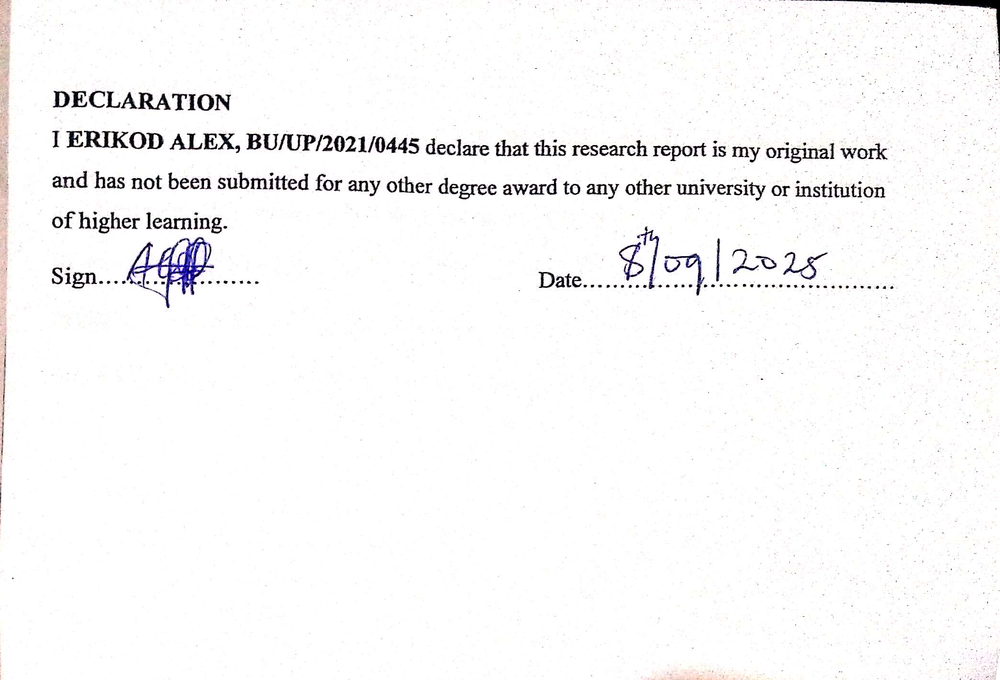 DECLARATION
I ERIKOD ALEX, BU/UP/2021/0445 declare that this research report is my original work
and has not been submitted for any other degree award to any other university or institution
of higher learning.
Sign.................... Date 8th/09/2025